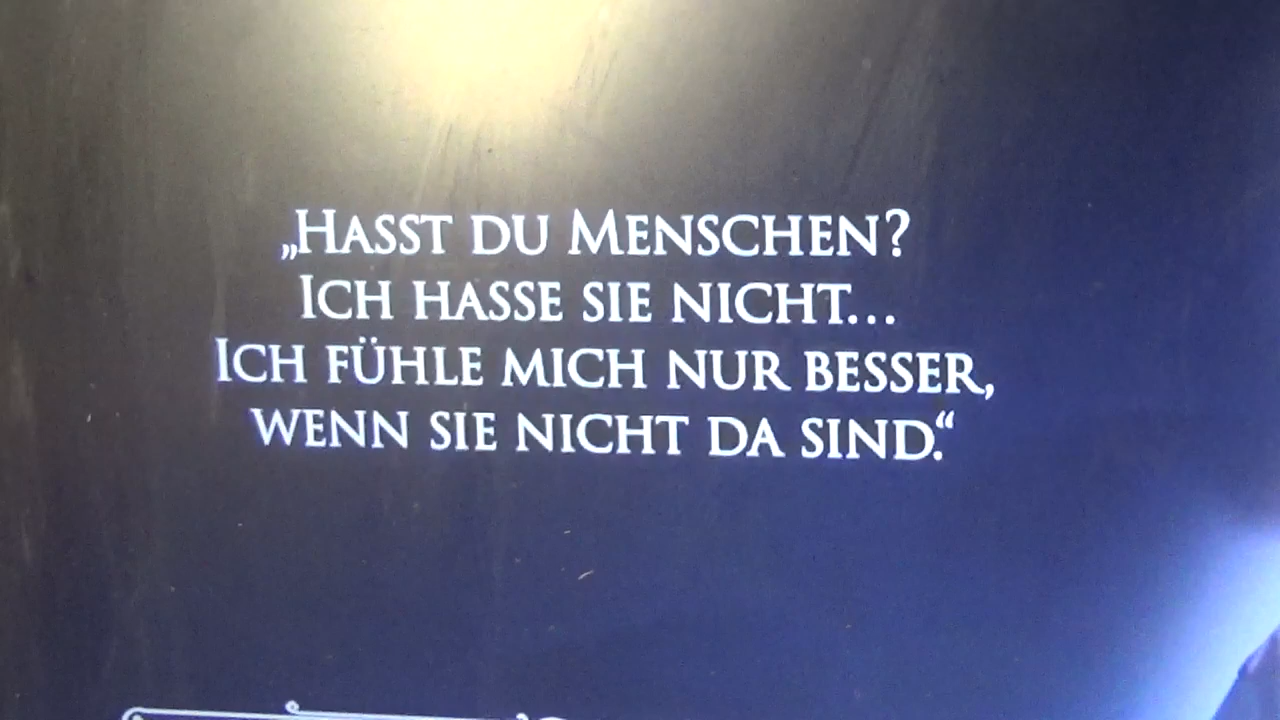 „Hasst du Menschen?
Ich hasse sie nicht...
Ich fühle mich nur besser,
wenn sie nicht da sind.“